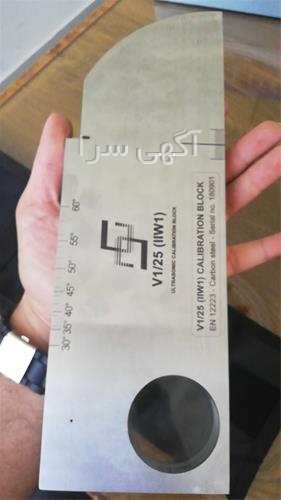 آگهی سرا
60°
55°
50°
45°
40°
35°
30°
V1/25 (IIW1)
ULTRASONIC CALIBRATION BLOCK
V1/25 (IIW1) CALIBRATION BLOCK
EN 12223 - Carbon steel - Serial no. 180901